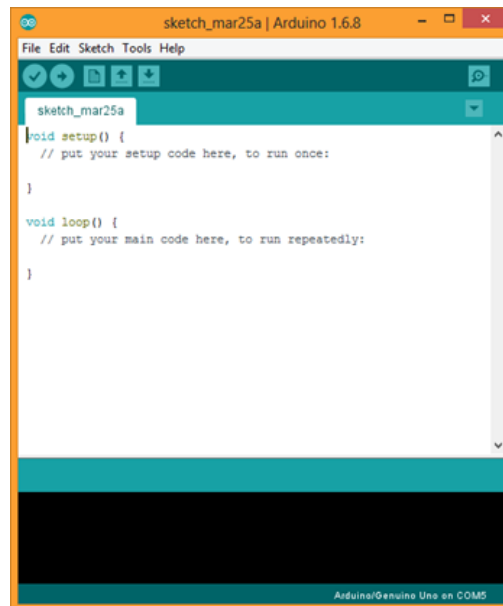 sketch_mar25a | Arduino 1.6.8
File Edit Sketch Tools Help
sketch_mar25a
void setup() {
// put your setup code here, to run once:
}
void loop() {
// put your main code here, to run repeatedly:
}
Arduino/Genuino Uno on COM5